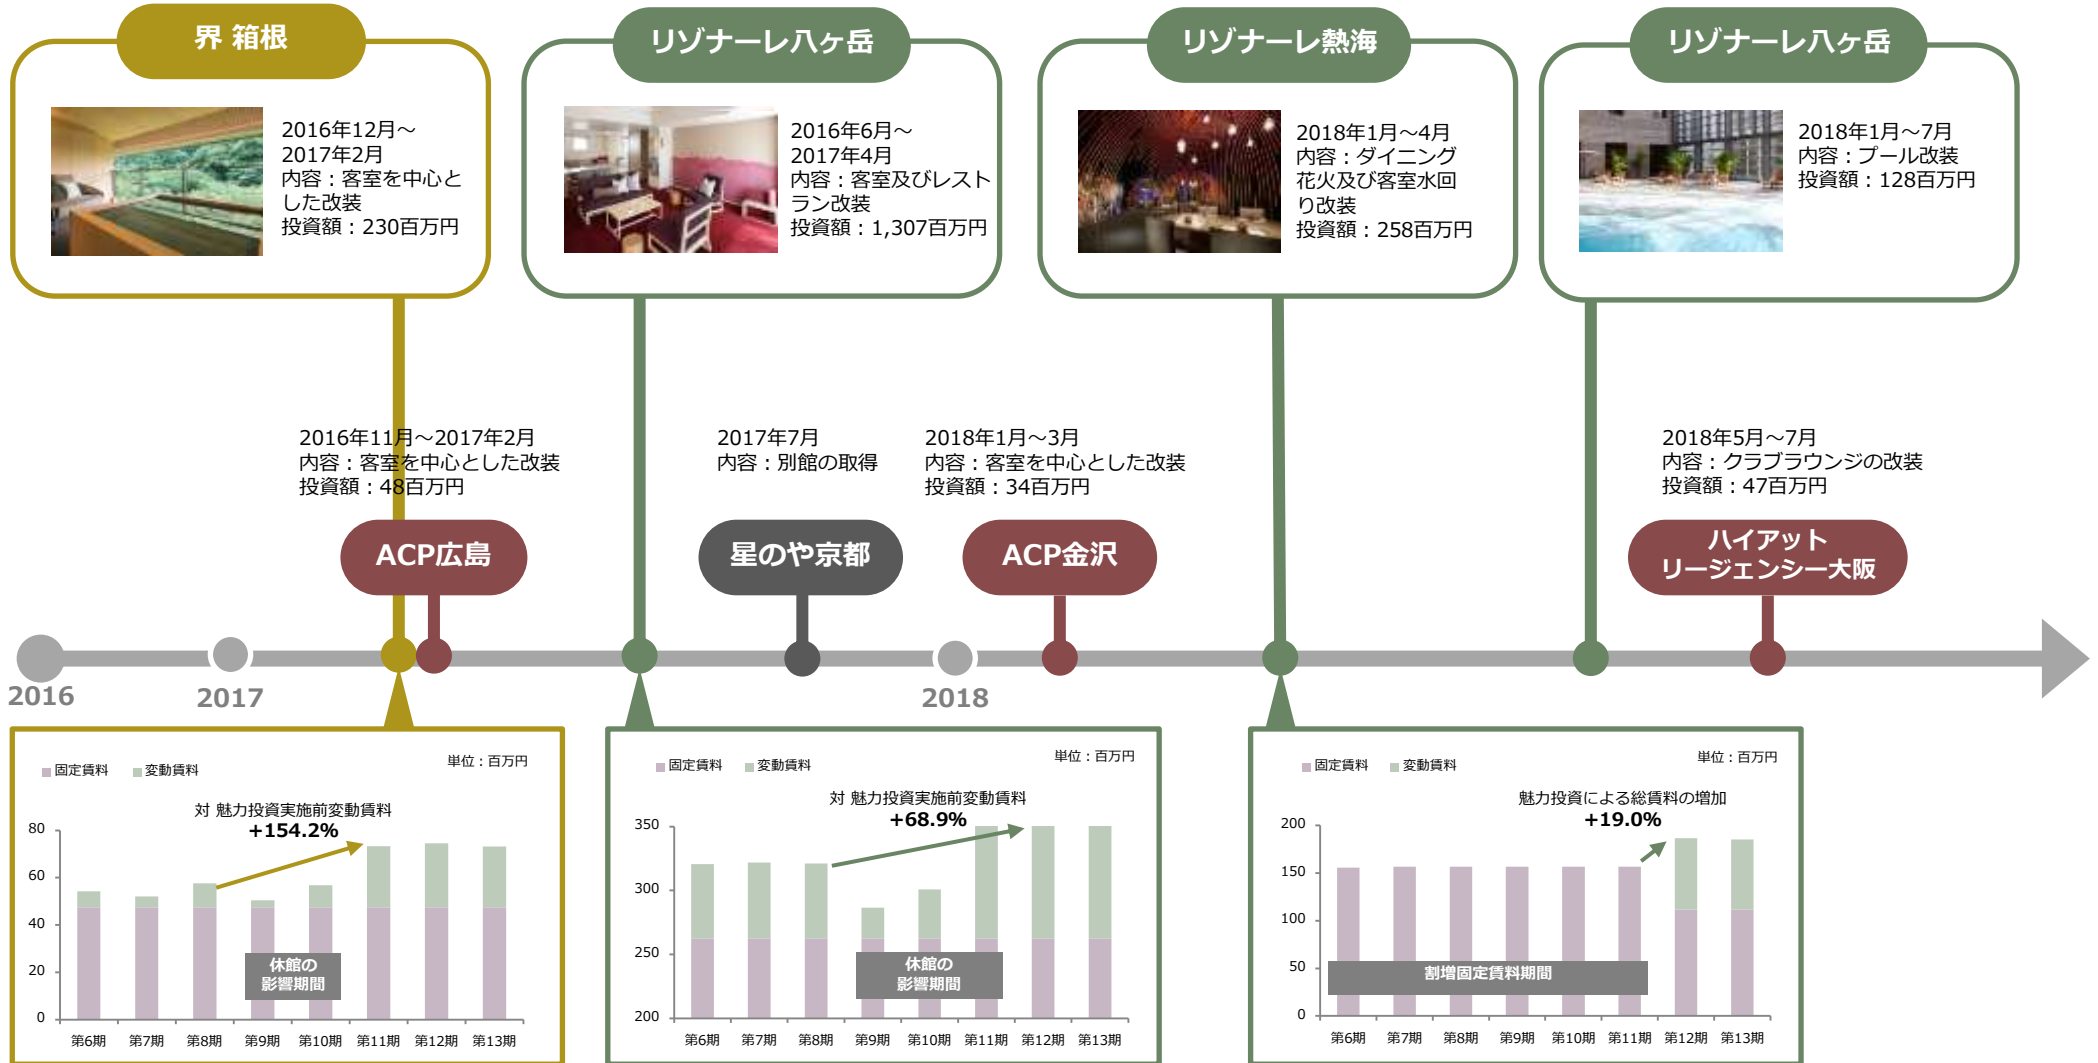 界 箱根
2016年12月～
2017年2月
内容：客室を中心と
した改装
投資額：230百万円
リゾナーレ八ヶ岳
2016年6月～
2017年4月
内容：客室及びレスト
ラン改装
投資額：1,307百万円
リゾナーレ熱海
2018年1月～4月
内容：ダイニング
花火及び客室水回
り改装
投資額：258百万円
リゾナーレ八ヶ岳
2018年1月～7月
内容：プール改装
投資額：128百万円
2016年11月～2017年2月
内容：客室を中心とした改装
投資額：48百万円
ACP広島
2017年7月
内容：別館の取得
星のや京都
2018年1月～3月
内容：客室を中心とした改装
投資額：34百万円
ACP金沢
2018年5月～7月
内容：クラブラウンジの改装
投資額：47百万円
ハイアット
リージェンシー大阪
2016
2017
2018
固定賃料 変動賃料
単位：百万円
対 魅力投資実施前変動賃料
+154.2%
80
60
40
20
0
休館の
影響期間
第6期 第7期 第8期 第9期 第10期 第11期 第12期 第13期
固定賃料 変動賃料
単位：百万円
対 魅力投資実施前変動賃料
+68.9%
350
300
250
200
休館の
影響期間
第6期 第7期 第8期 第9期 第10期 第11期 第12期 第13期
固定賃料 変動賃料
単位：百万円
魅力投資による総賃料の増加
+19.0%
200
150
100
50
0
割増固定賃料期間
第6期 第7期 第8期 第9期 第10期 第11期 第12期 第13期